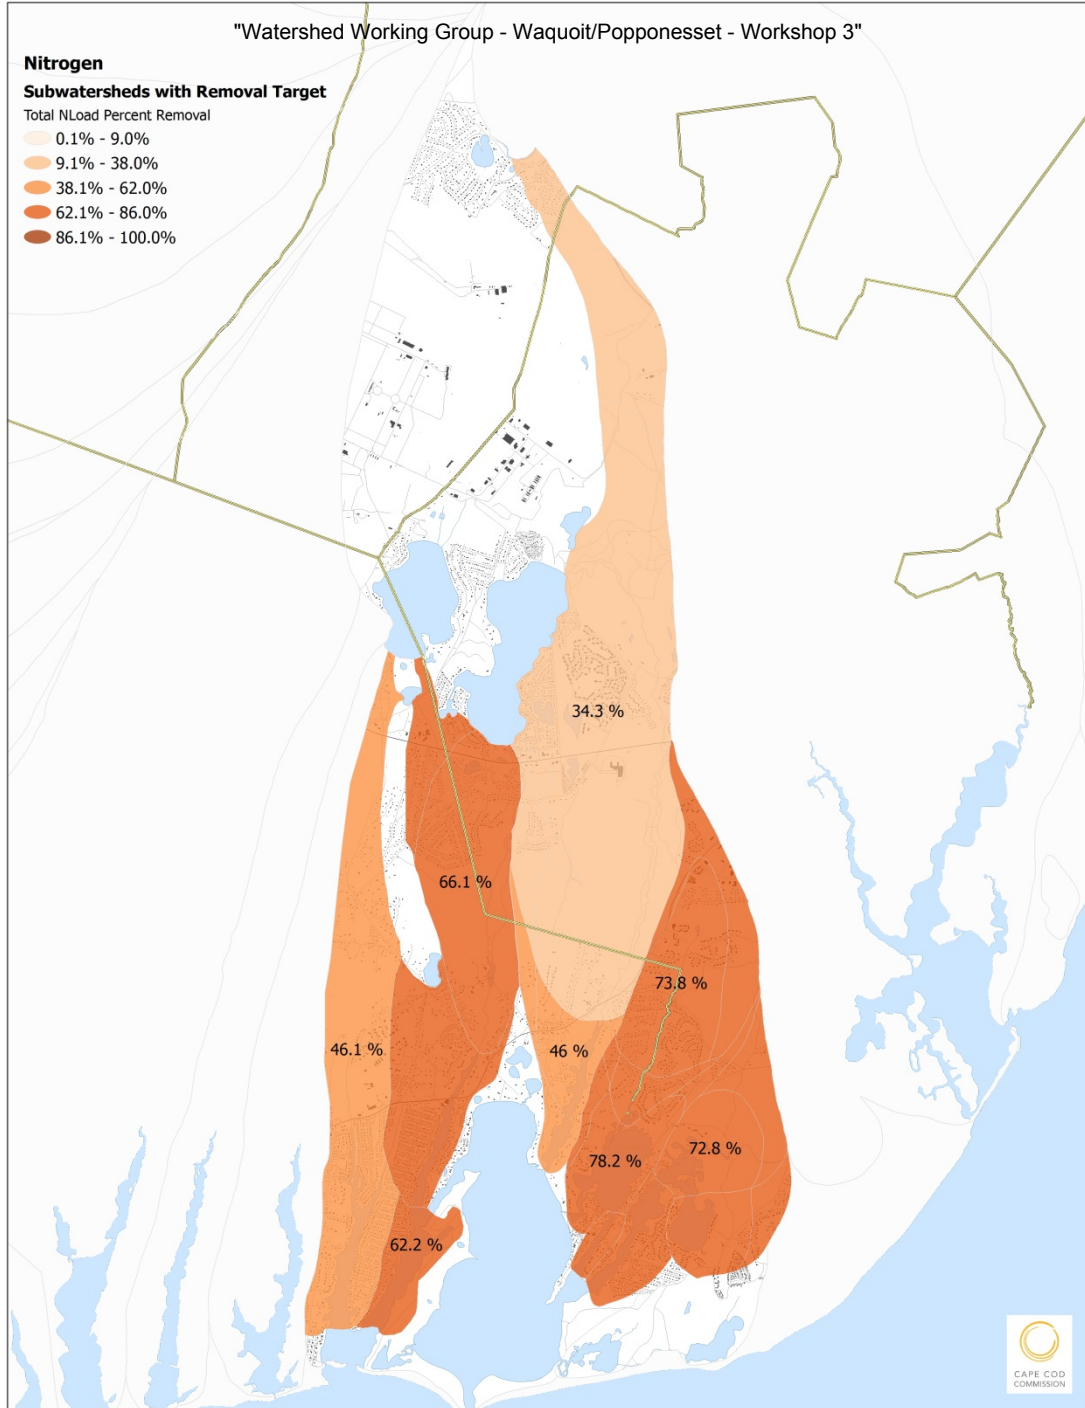 "Watershed Working Group - Waquoit/Popponesset - Workshop 3"
Nitrogen
Subwatersheds with Removal Target
Total NLoad Percent Removal
0.1% - 9.0%
9.1% - 38.0%
38.1% - 62.0%
62.1% - 86.0%
86.1% - 100.0%
34.3 %
66.1 %
73.8 %
46.1 %
46 %
72.8 %
78.2 %
62.2 %
CAPE COD
COMMISSION